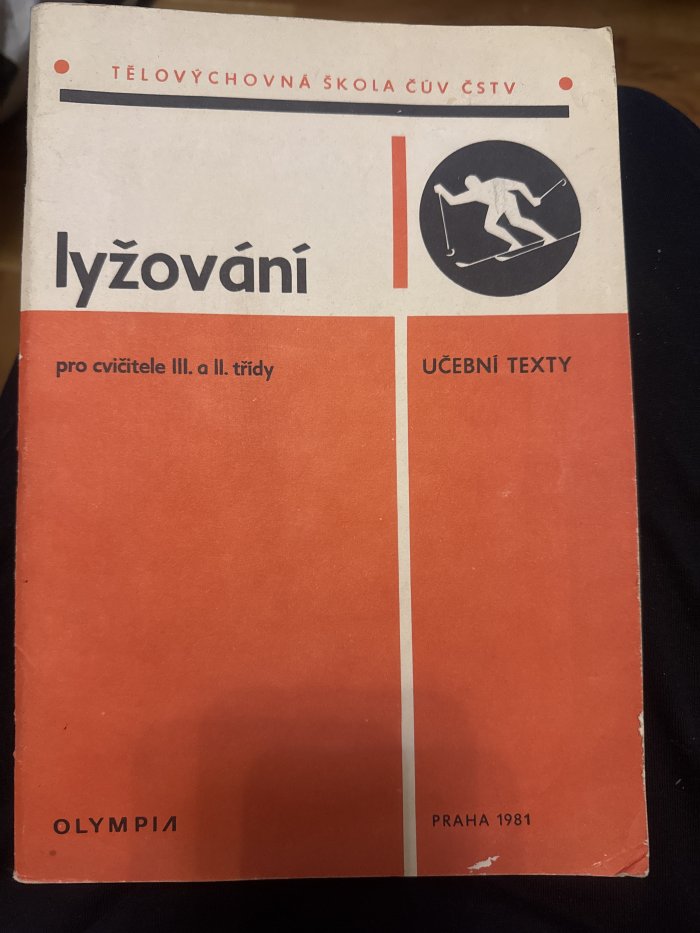 TĚLOVÝCHOVNÁ ŠKOLA ČÚV ČSTV
lyžování
pro cvičitele III. a II. třídy
UČEBNÍ TEXTY
OLYMPIA
PRAHA 1981